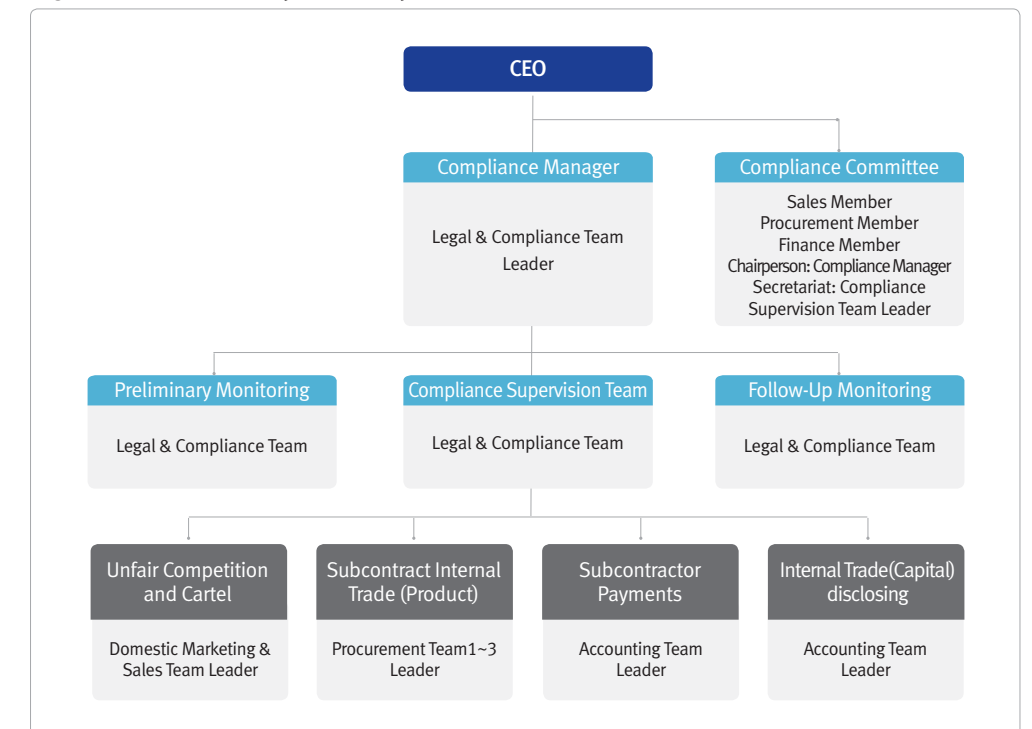 CEO
Compliance Manager
Legal & Compliance Team
Leader
Compliance Committee
Sales Member
Procurement Member
Finance Member
Chairperson: Compliance Manager
Secretariat: Compliance
Supervision Team Leader
Preliminary Monitoring
Legal & Compliance Team
Compliance Supervision Team
Legal & Compliance Team
Follow-Up Monitoring
Legal & Compliance Team
Unfair Competition
and Cartel
Domestic Marketing &
Sales Team Leader
Subcontract Internal
Trade (Product)
Procurement Team1~3
Leader
Subcontractor
Payments
Accounting Team
Leader
Internal Trade(Capital)
disclosing
Accounting Team
Leader